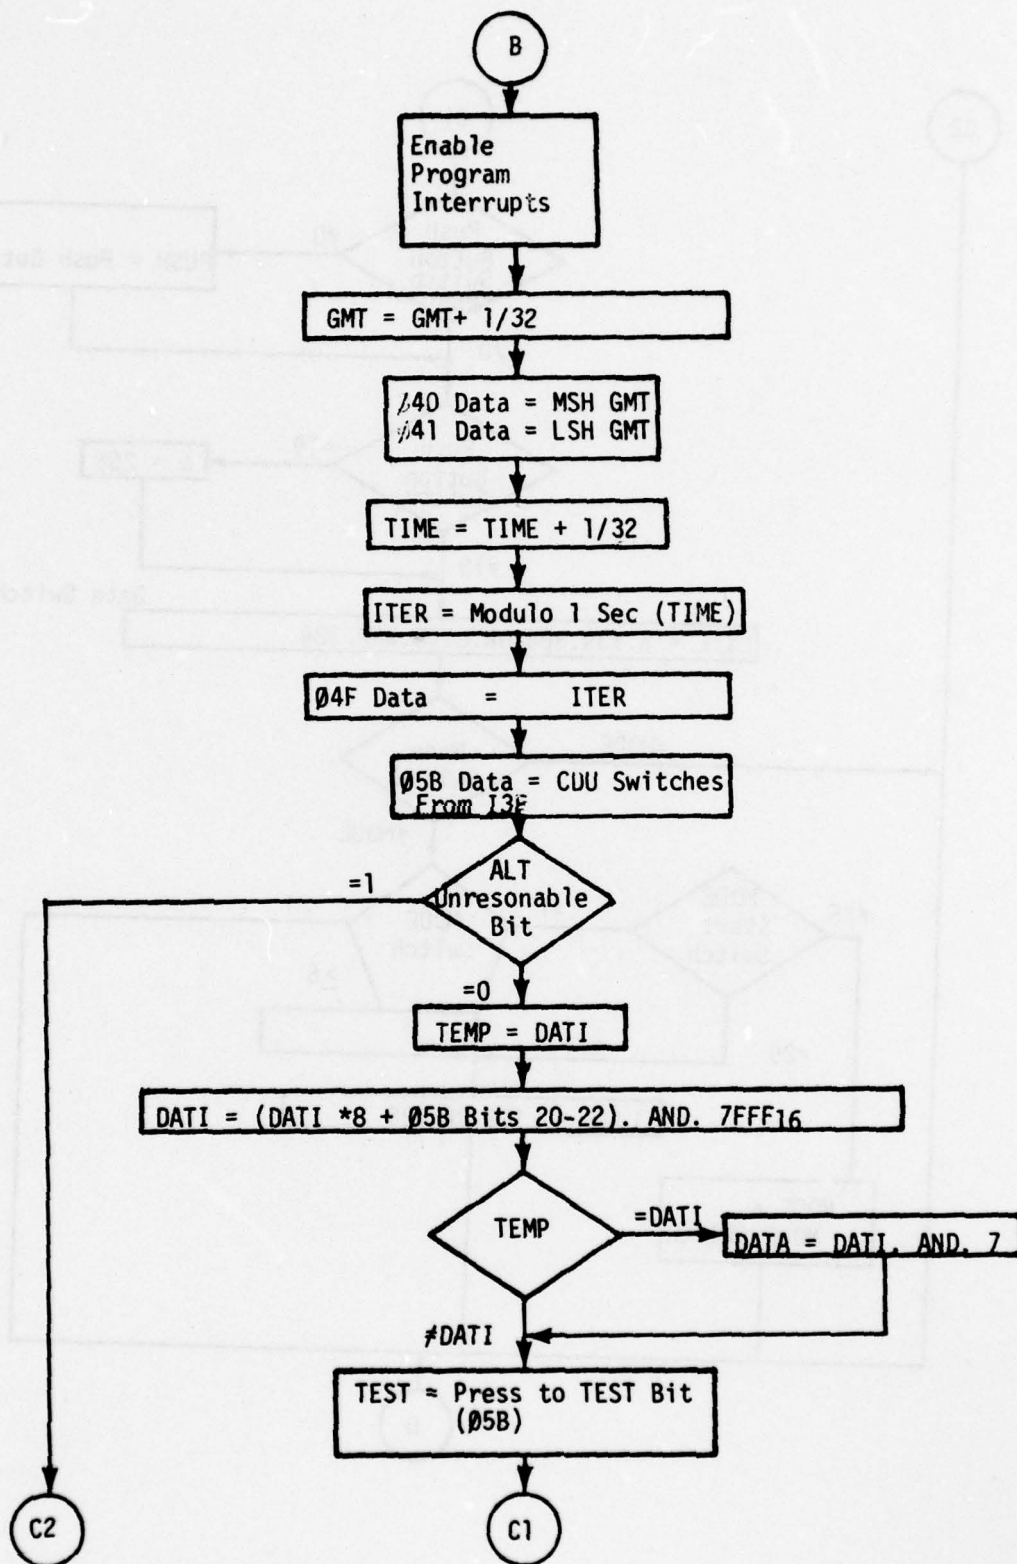 B
Enable
Program
Interrupts
GMT = GMT+ 1/32
Ø40 Data = MSH GMT
Ø41 Data = LSH GMT
TIME = TIME + 1/32
ITER = Modulo 1 Sec (TIME)
Ø4F Data = ITER
Ø5B Data = CDU Switches
From I3E
ALT
Unresonable
Bit
=1
=0
TEMP = DATI
DATI = (DATI *8 + Ø5B Bits 20-22). AND. 7FFF16
TEMP
=DATI
DATA = DATI. AND. 7
≠DATI
TEST = Press to TEST Bit
(Ø5B)
C2
C1